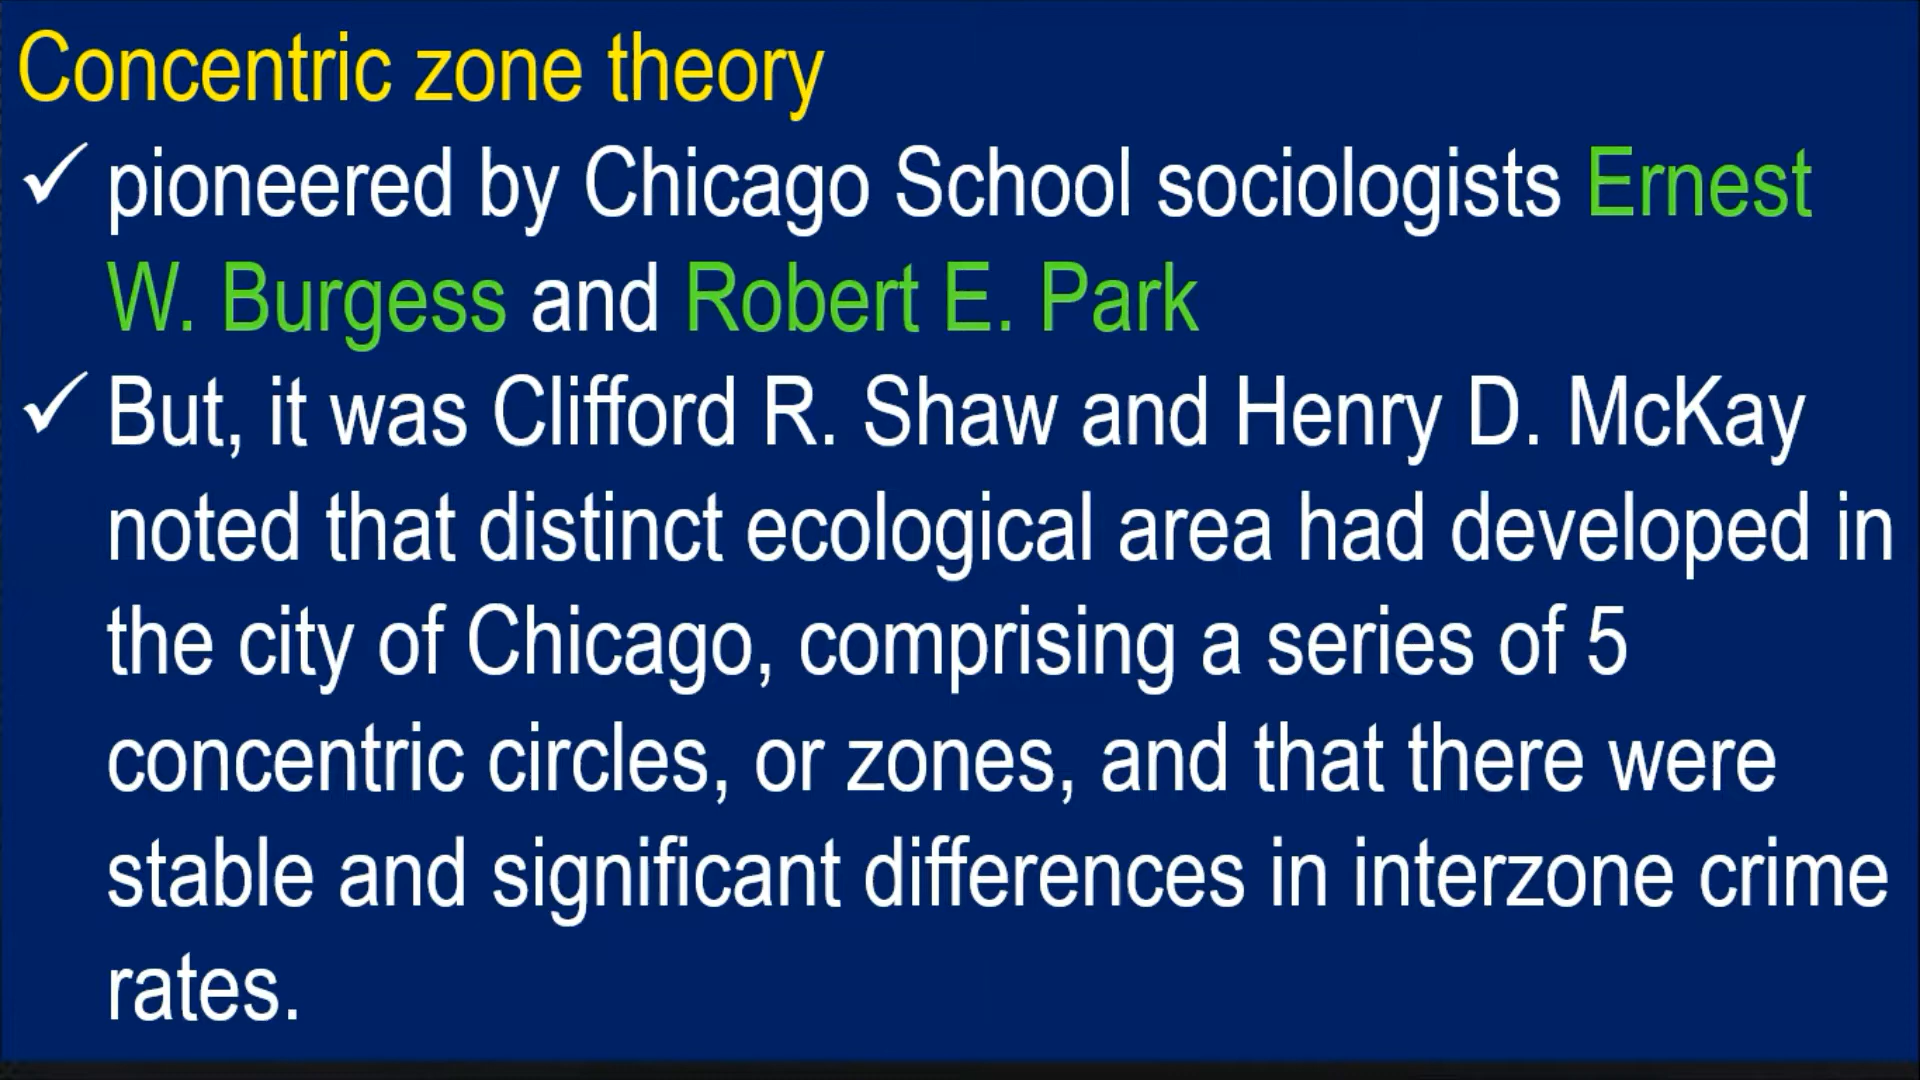 Concentric zone theory
✓ pioneered by Chicago School sociologists Ernest
W. Burgess and Robert E. Park
✓ But, it was Clifford R. Shaw and Henry D. McKay
noted that distinct ecological area had developed in
the city of Chicago, comprising a series of 5
concentric circles, or zones, and that there were
stable and significant differences in interzone crime
rates.